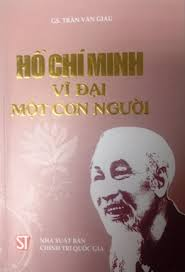 GS. TRẦN VĂN GIÀU
HỒ CHÍ MINH
VĨ ĐẠI
MỘT CON NGƯỜI
ST
NHÀ XUẤT BẢN
CHÍNH TRỊ QUỐC GIA